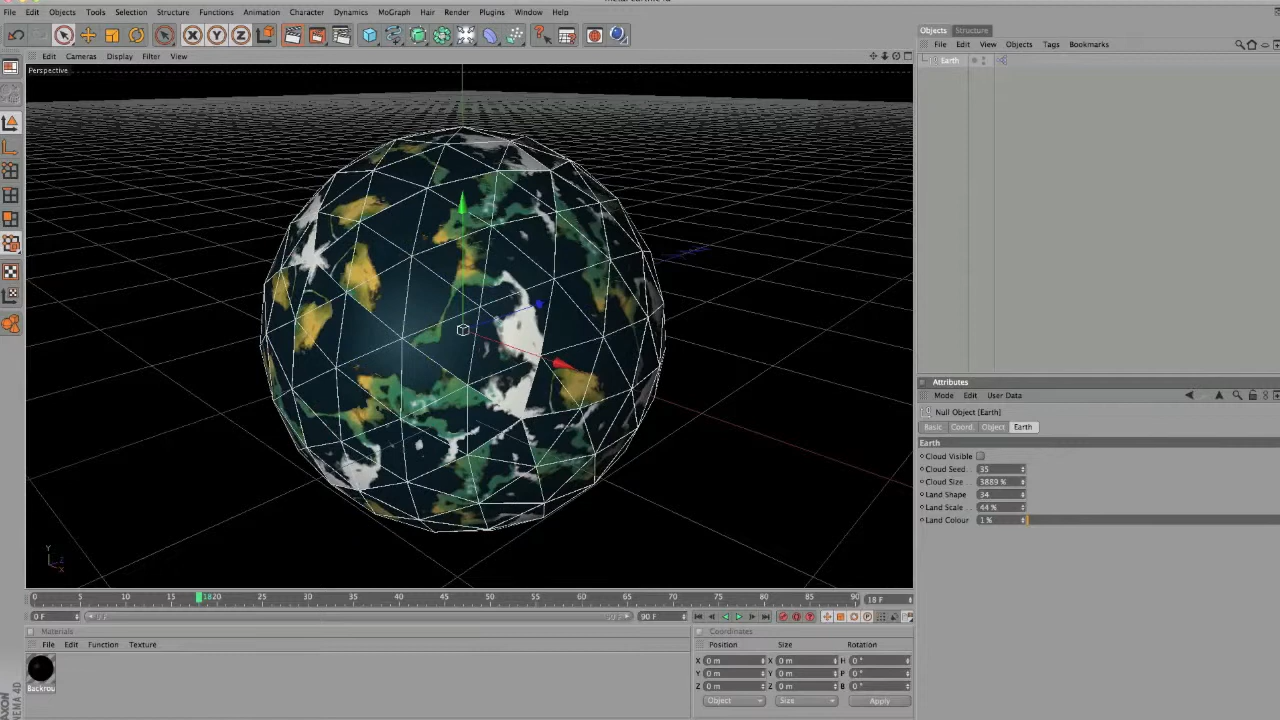 File Edit Objects Tools Selection Structure Functions Animation Character Dynamics MoGraph Hair Render Plugins Window Help
Edit Cameras Display Filter View
Perspective
Objects Structure
File Edit View Objects Tags Bookmarks
Earth
Attributes
Mode Edit User Data
Null Object [Earth]
Basic Coord. Object Earth
Earth
Cloud Visible
Cloud Seed 35
Cloud Size 3889 %
Land Shape 34
Land Scale 44 %
Land Colour 1 %
Y Z X
0 5 10 15 1820 25 30 35 40 45 50 55 60 65 70 75 80 85 90 18 F
0 F 90 F
Materials
File Edit Function Texture
Backrou
Coordinates
Position Size Rotation
X 0 m X 0 m H 0 °
Y 0 m Y 0 m P 0 °
Z 0 m Z 0 m B 0 °
Object Size Apply
CINEMA 4D